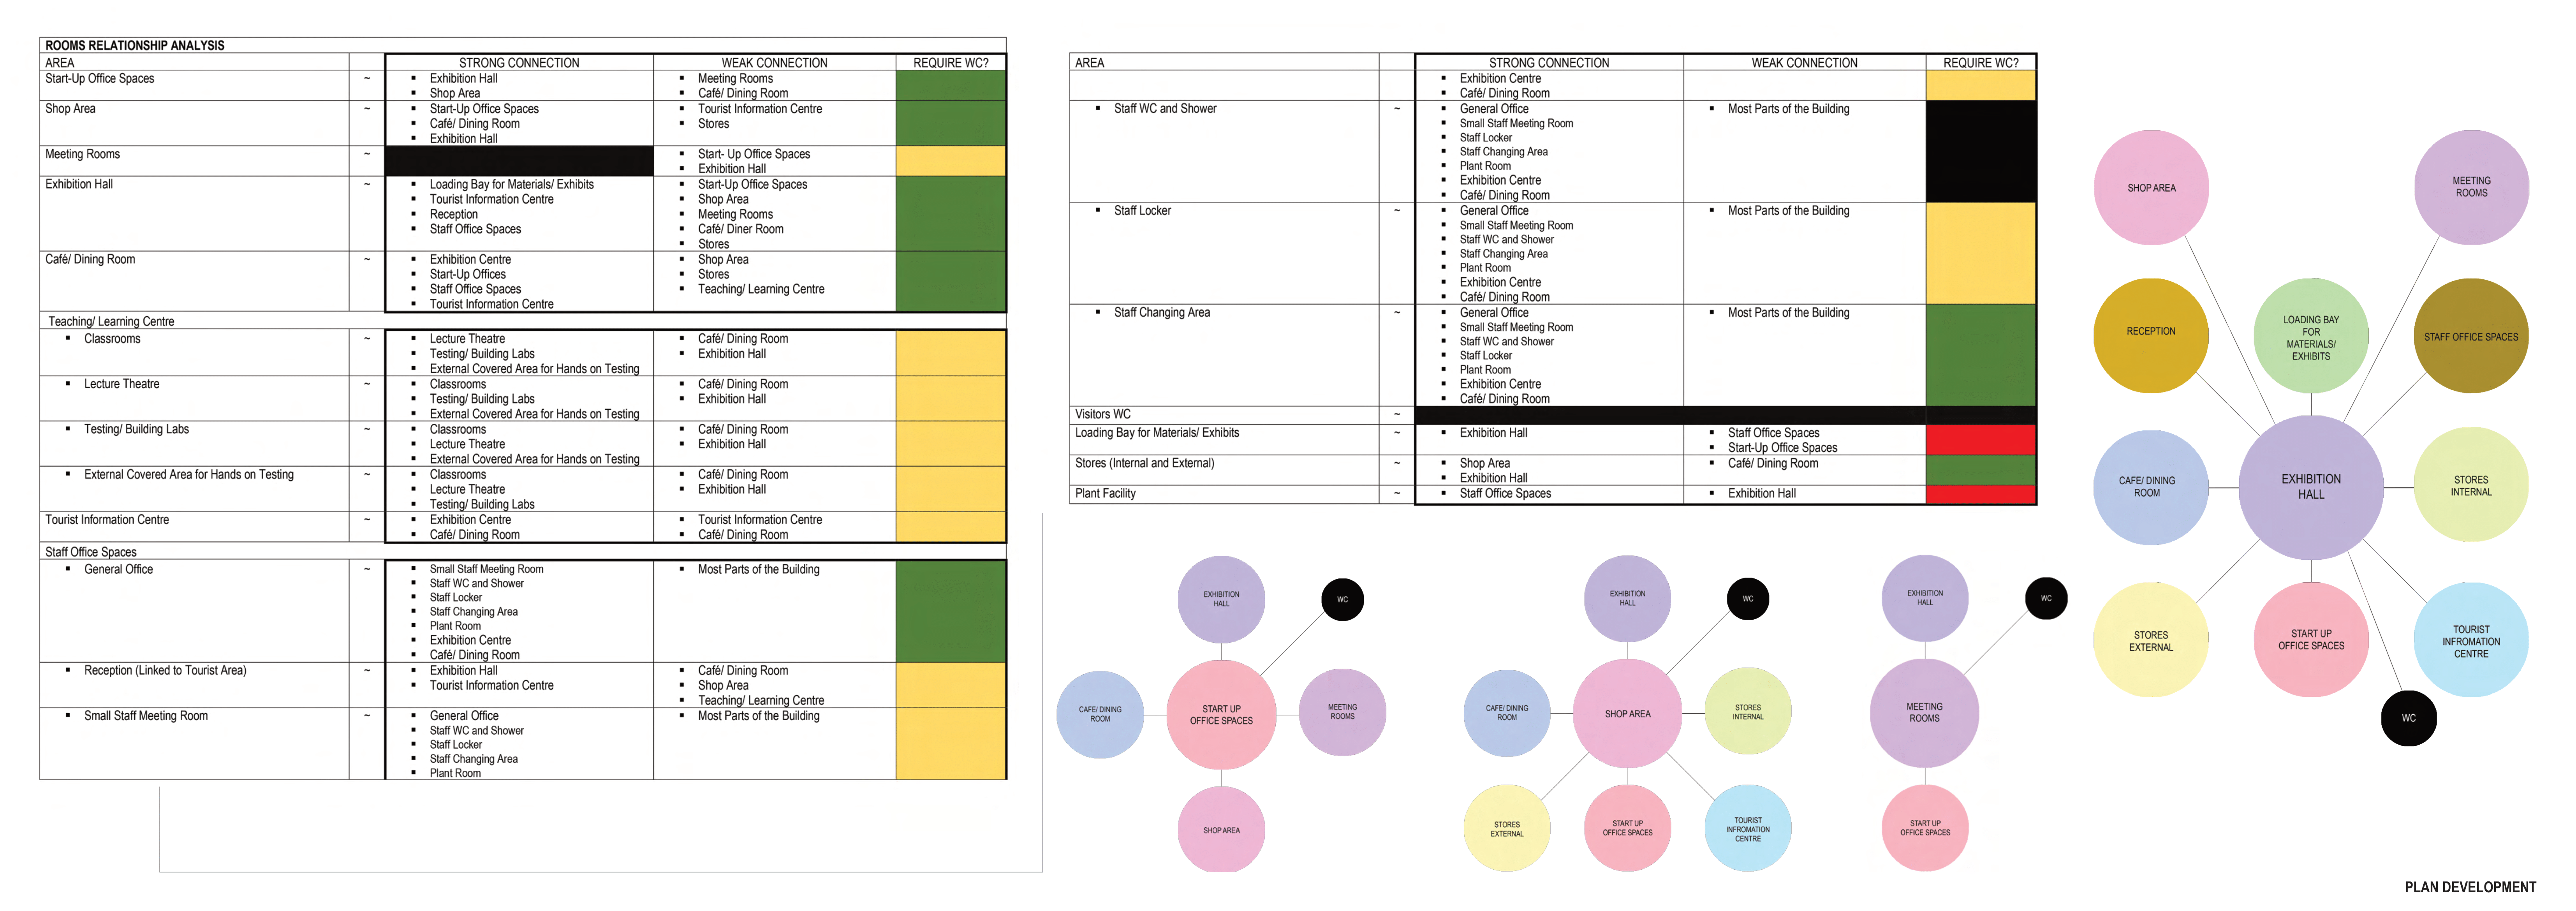 ROOMS RELATIONSHIP ANALYSIS
AREA STRONG CONNECTION WEAK CONNECTION REQUIRE WC?
Start-Up Office Spaces ~ ▪ Exhibition Hall ▪ Meeting Rooms
▪ Shop Area ▪ Café/ Dining Room
Shop Area ~ ▪ Start-Up Office Spaces ▪ Tourist Information Centre
▪ Café/ Dining Room ▪ Stores
▪ Exhibition Hall
Meeting Rooms ~ ▪ Start- Up Office Spaces
▪ Exhibition Hall
Exhibition Hall ~ ▪ Loading Bay for Materials/ Exhibits ▪ Start-Up Office Spaces
▪ Tourist Information Centre ▪ Shop Area
▪ Reception ▪ Meeting Rooms
▪ Staff Office Spaces ▪ Café/ Diner Room
▪ Stores
Café/ Dining Room ~ ▪ Exhibition Centre ▪ Shop Area
▪ Start-Up Offices ▪ Stores
▪ Staff Office Spaces ▪ Teaching/ Learning Centre
▪ Tourist Information Centre
Teaching/ Learning Centre
▪ Classrooms ~ ▪ Lecture Theatre ▪ Café/ Dining Room
▪ Testing/ Building Labs ▪ Exhibition Hall
▪ External Covered Area for Hands on Testing
▪ Lecture Theatre ~ ▪ Classrooms ▪ Café/ Dining Room
▪ Testing/ Building Labs ▪ Exhibition Hall
▪ External Covered Area for Hands on Testing
▪ Testing/ Building Labs ~ ▪ Classrooms ▪ Café/ Dining Room
▪ Lecture Theatre ▪ Exhibition Hall
▪ External Covered Area for Hands on Testing
▪ External Covered Area for Hands on Testing ~ ▪ Classrooms ▪ Café/ Dining Room
▪ Lecture Theatre ▪ Exhibition Hall
▪ Testing/ Building Labs
Tourist Information Centre ~ ▪ Exhibition Centre ▪ Tourist Information Centre
▪ Café/ Dining Room ▪ Café/ Dining Room
Staff Office Spaces
▪ General Office ~ ▪ Small Staff Meeting Room ▪ Most Parts of the Building
▪ Staff WC and Shower
▪ Staff Locker
▪ Staff Changing Area
▪ Plant Room
▪ Exhibition Centre
▪ Café/ Dining Room
▪ Reception (Linked to Tourist Area) ~ ▪ Exhibition Hall ▪ Café/ Dining Room
▪ Tourist Information Centre ▪ Shop Area
▪ Teaching/ Learning Centre
▪ Small Staff Meeting Room ~ ▪ General Office ▪ Most Parts of the Building
▪ Staff WC and Shower
▪ Staff Locker
▪ Staff Changing Area
▪ Plant Room
AREA STRONG CONNECTION WEAK CONNECTION REQUIRE WC?
▪ Exhibition Centre
▪ Café/ Dining Room
▪ Staff WC and Shower ~ ▪ General Office ▪ Most Parts of the Building
▪ Small Staff Meeting Room
▪ Staff Locker
▪ Staff Changing Area
▪ Plant Room
▪ Exhibition Centre
▪ Café/ Dining Room
▪ Staff Locker ~ ▪ General Office ▪ Most Parts of the Building
▪ Small Staff Meeting Room
▪ Staff WC and Shower
▪ Staff Changing Area
▪ Plant Room
▪ Exhibition Centre
▪ Café/ Dining Room
▪ Staff Changing Area ~ ▪ General Office ▪ Most Parts of the Building
▪ Small Staff Meeting Room
▪ Staff WC and Shower
▪ Staff Locker
▪ Plant Room
▪ Exhibition Centre
▪ Café/ Dining Room
Visitors WC ~
Loading Bay for Materials/ Exhibits ~ ▪ Exhibition Hall ▪ Staff Office Spaces
▪ Start-Up Office Spaces
Stores (Internal and External) ~ ▪ Shop Area ▪ Café/ Dining Room
▪ Exhibition Hall
Plant Facility ~ ▪ Staff Office Spaces ▪ Exhibition Hall
EXHIBITION
HALL
WC
CAFE/ DINING
ROOM
START UP
OFFICE SPACES
MEETING
ROOMS
SHOP AREA
EXHIBITION
HALL
WC
CAFE/ DINING
ROOM
SHOP AREA
STORES
INTERNAL
STORES
EXTERNAL
START UP
OFFICE SPACES
TOURIST
INFROMATION
CENTRE
EXHIBITION
HALL
WC
MEETING
ROOMS
START UP
OFFICE SPACES
SHOP AREA
MEETING
ROOMS
RECEPTION
LOADING BAY
FOR
MATERIALS/
EXHIBITS
STAFF OFFICE SPACES
CAFE/ DINING
ROOM
EXHIBITION
HALL
STORES
INTERNAL
STORES
EXTERNAL
START UP
OFFICE SPACES
TOURIST
INFROMATION
CENTRE
WC
PLAN DEVELOPMENT